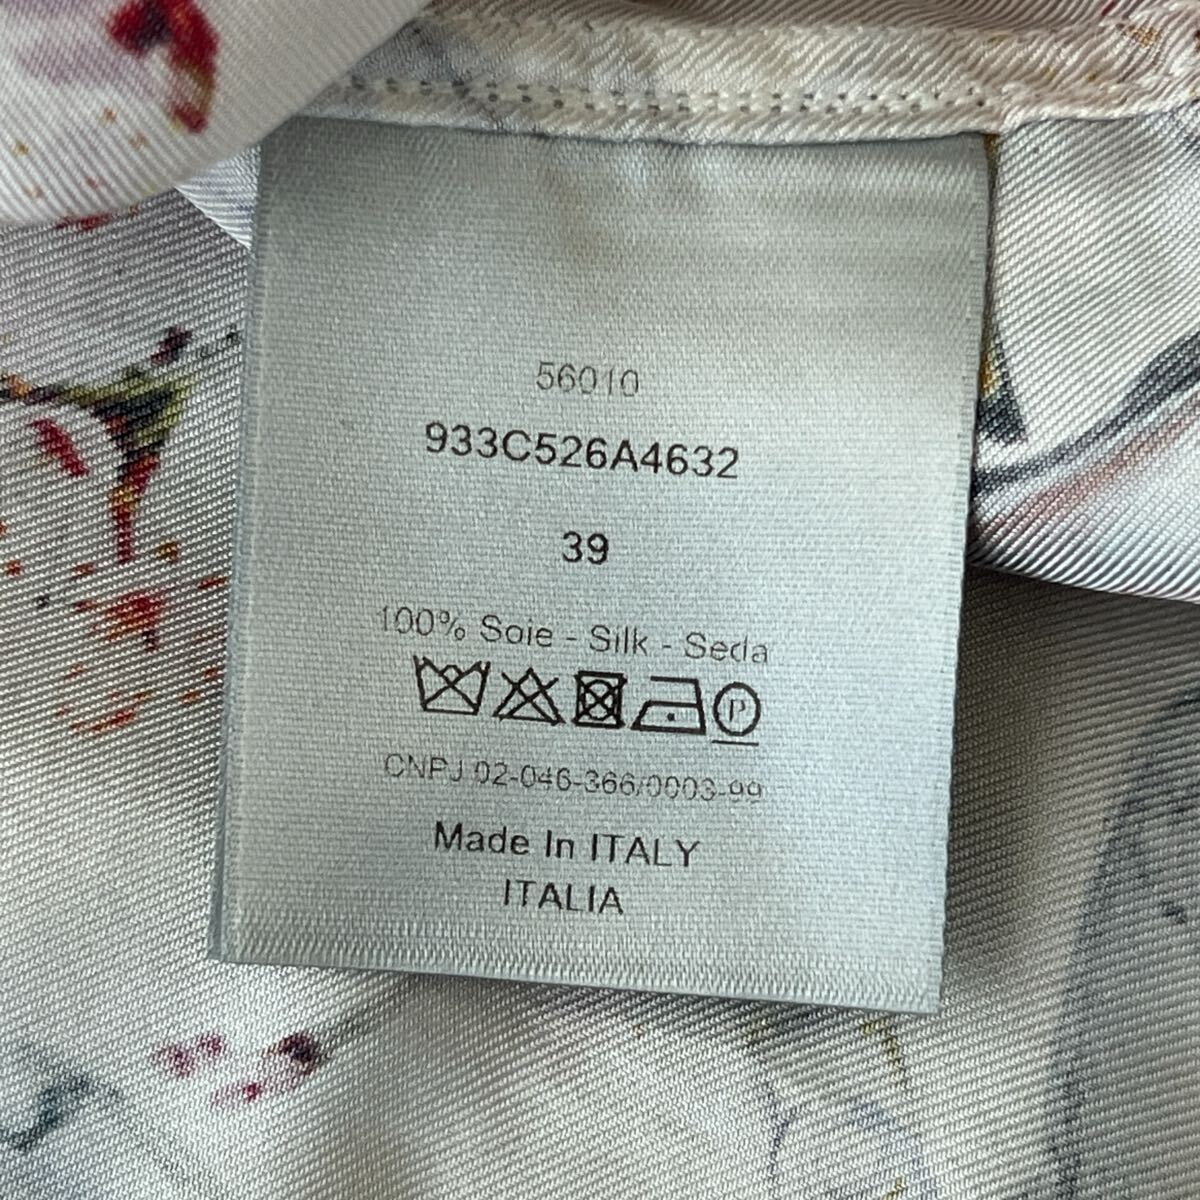 56010
933C526A4632
39
100% Soie - Silk - Seda
P
CNPJ 02-046-366/0003-99
Made In ITALY
ITALIA